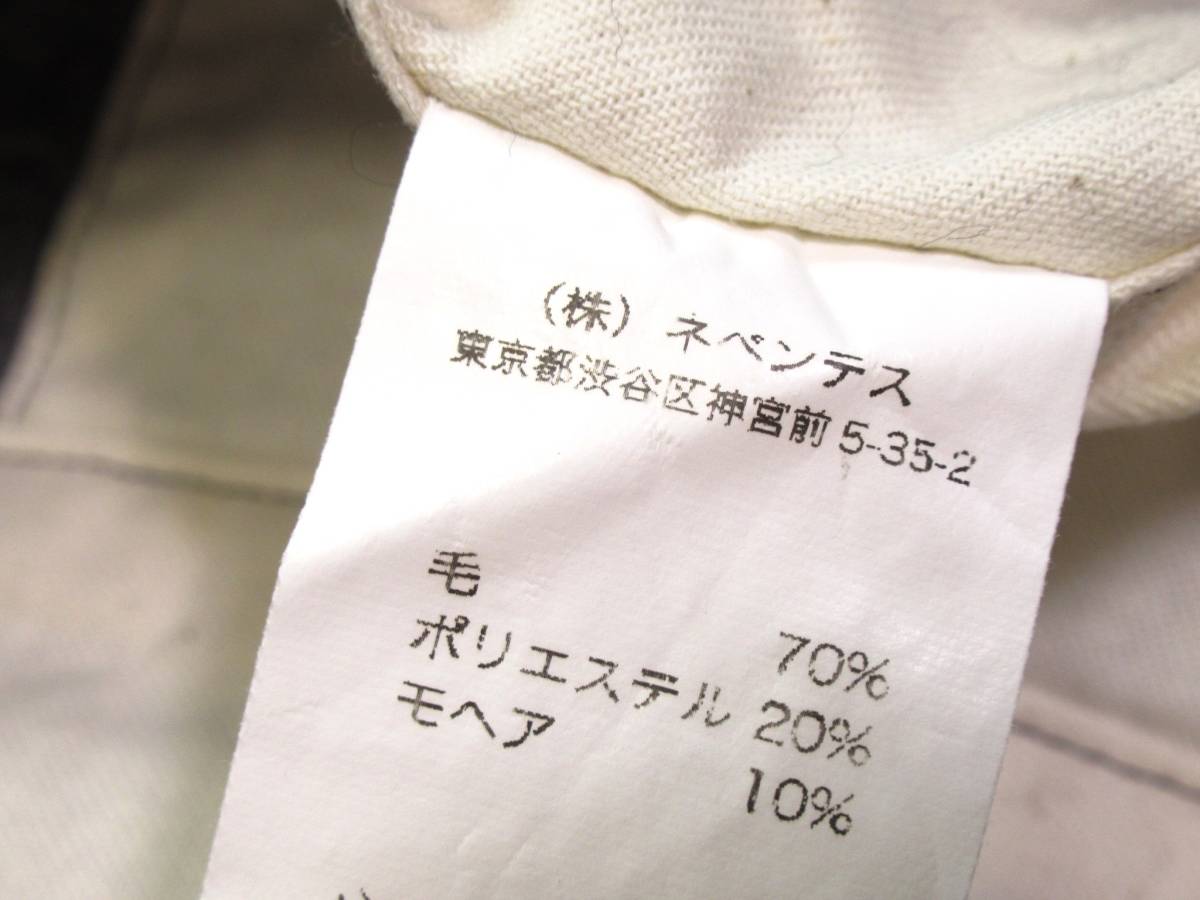 (株) ネペンテス
東京都渋谷区神宮前5-35-2
毛 70%
ポリエステル 20%
モヘア 10%